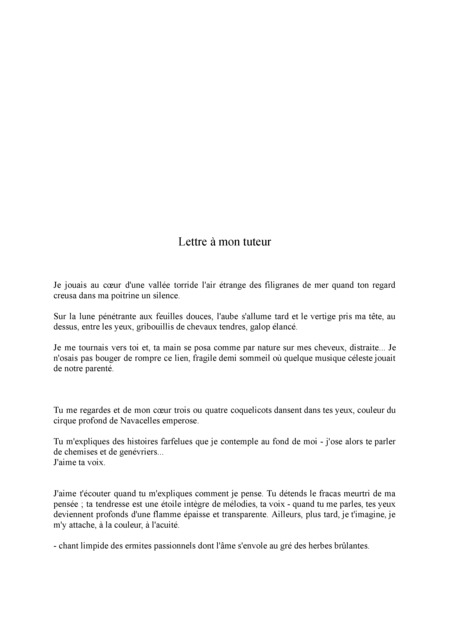 Lettre à mon tuteur
Je jouais au cœur d'une vallée torride l'air étrange des filigranes de mer quand ton regard
creusa dans ma poitrine un silence.
Sur la lune pénétrante aux feuilles douces, l'aube s'allume tard et le vertige pris ma tête, au
dessus, entre les yeux, gribouillis de chevaux tendres, galop élancé.
Je me tournais vers toi et, ta main se posa comme par nature sur mes cheveux, distraite... Je
n'osais pas bouger de rompre ce lien, fragile demi sommeil où quelque musique céleste jouait
de notre parenté.
Tu me regardes et de mon cœur trois ou quatre coquelicots dansent dans tes yeux, couleur du
cirque profond de Navacelles emperose.
Tu m'expliques des histoires farfelues que je contemple au fond de moi - j'ose alors te parler
de chemises et de genévriers...
J'aime ta voix.
J'aime t'écouter quand tu m'expliques comment je pense. Tu détends le fracas meurtri de ma
pensée ; ta tendresse est une étoile intègre de mélodies, ta voix - quand tu me parles, tes yeux
deviennent profonds d'une flamme épaisse et transparente. Ailleurs, plus tard, je t'imagine, je
m'y attache, à la couleur, à l'acuité.
- chant limpide des ermites passionnels dont l'âme s'envole au gré des herbes brûlantes.